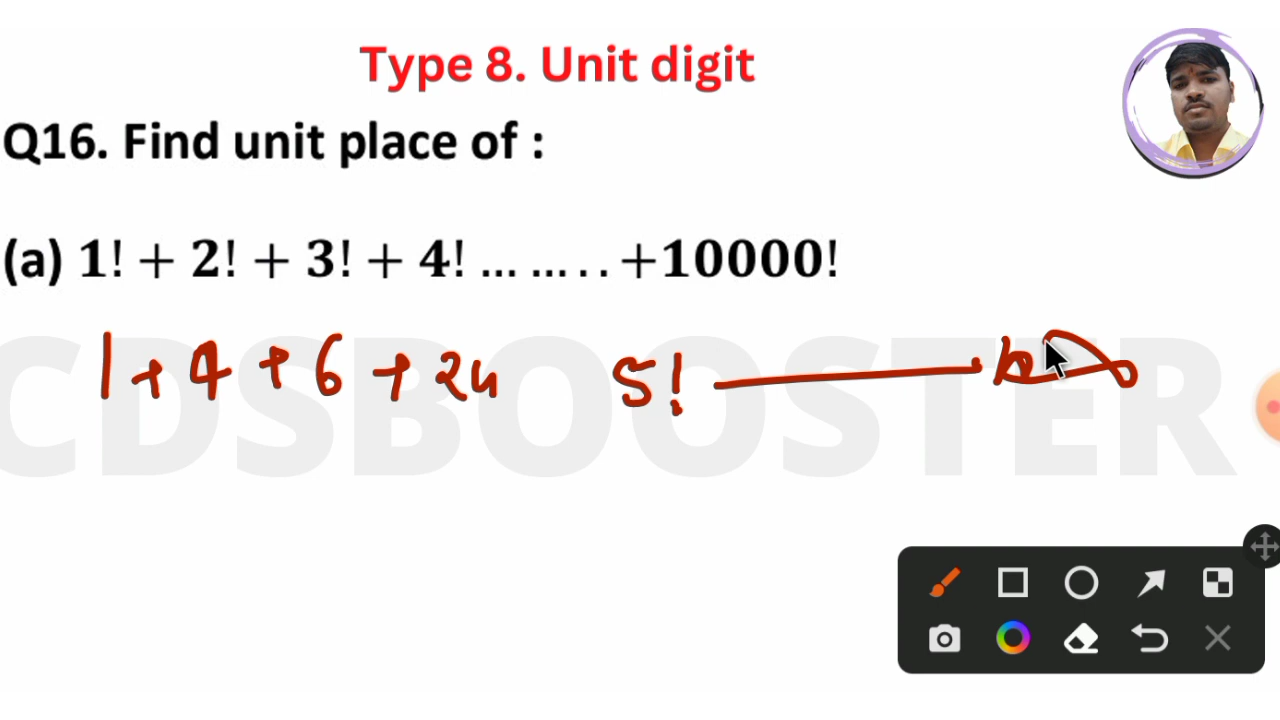 Type 8. Unit digit
Q16. Find unit place of :
(a) 1! + 2! + 3! + 4! ... ... . . +10000!
1 + 4 + 6 + 24 5!
CDSBOOSTER